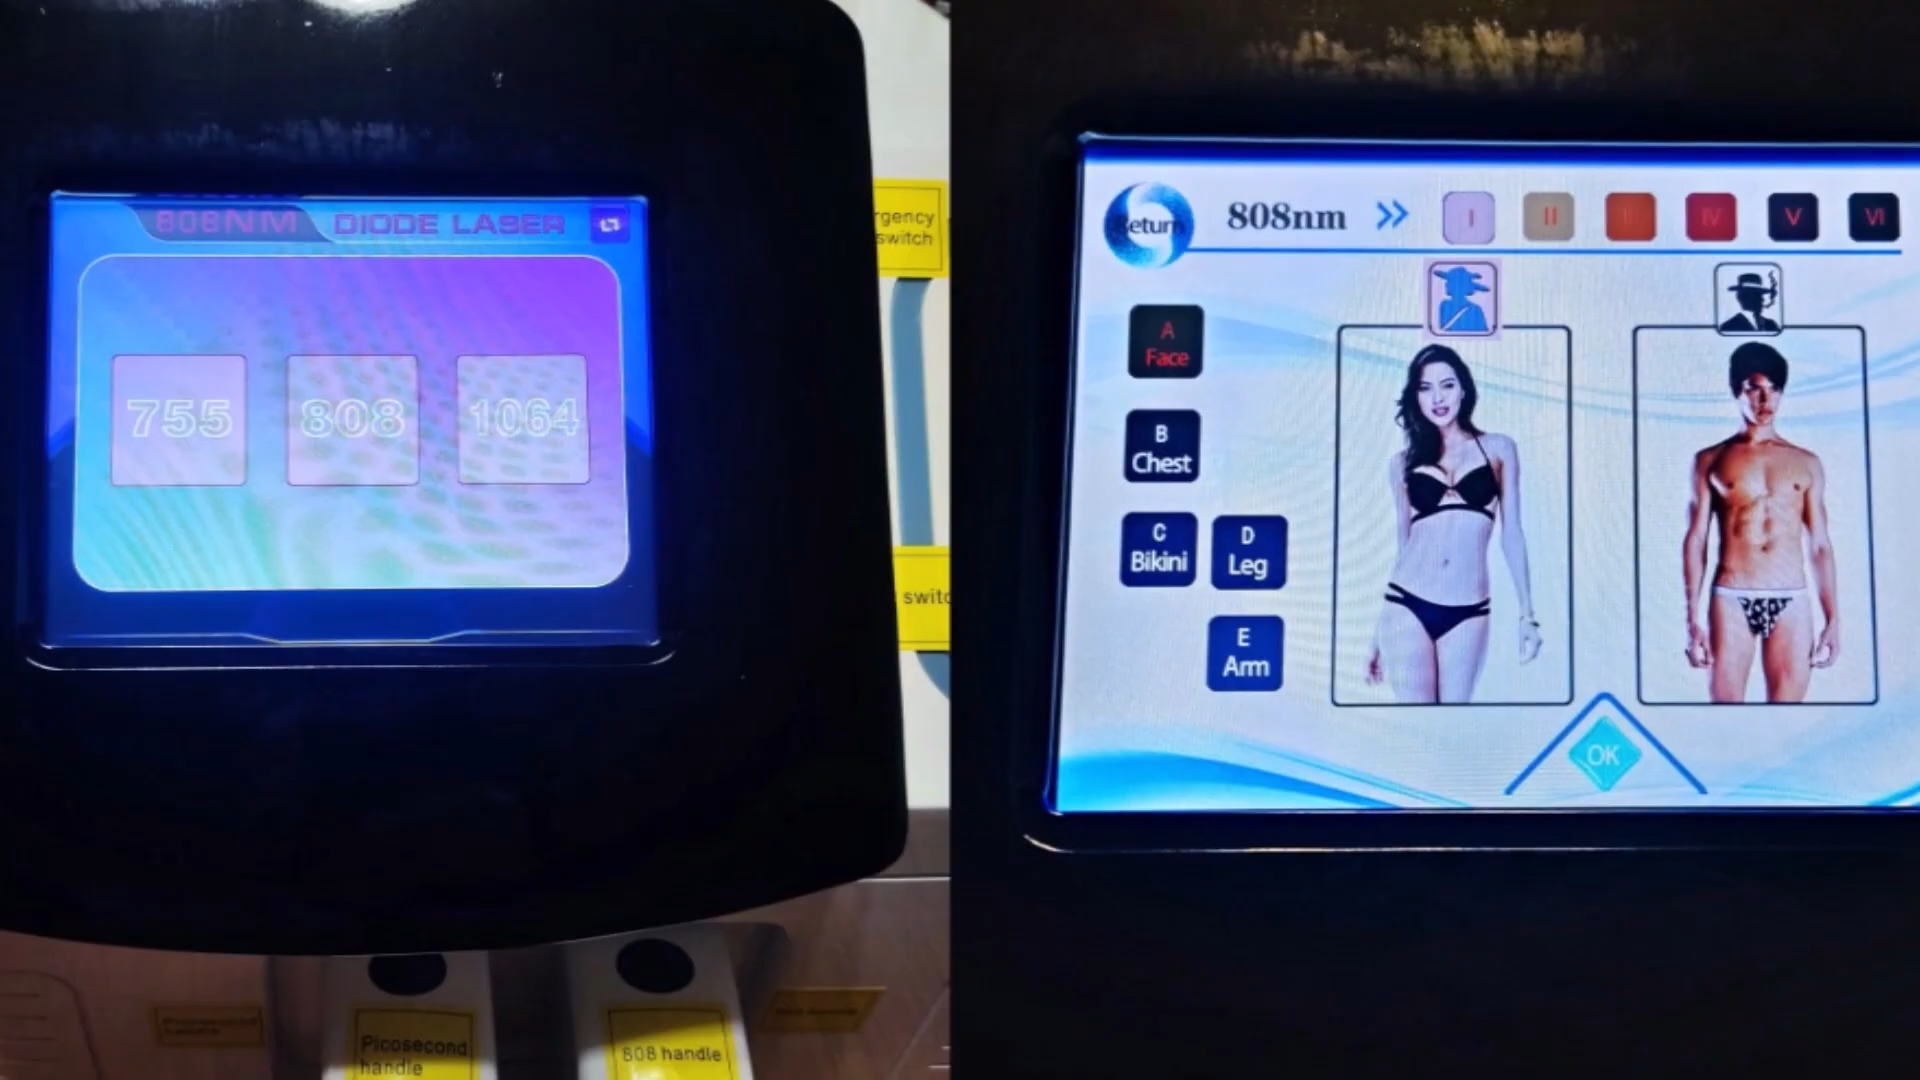 808NM DIODE LASER
755
808
1064
rgency
switch
switc
Picosecond
handle
808 handle
Return
808nm
I
II
IV
V
VI
A
Face
B
Chest
C
Bikini
D
Leg
E
Arm
OK